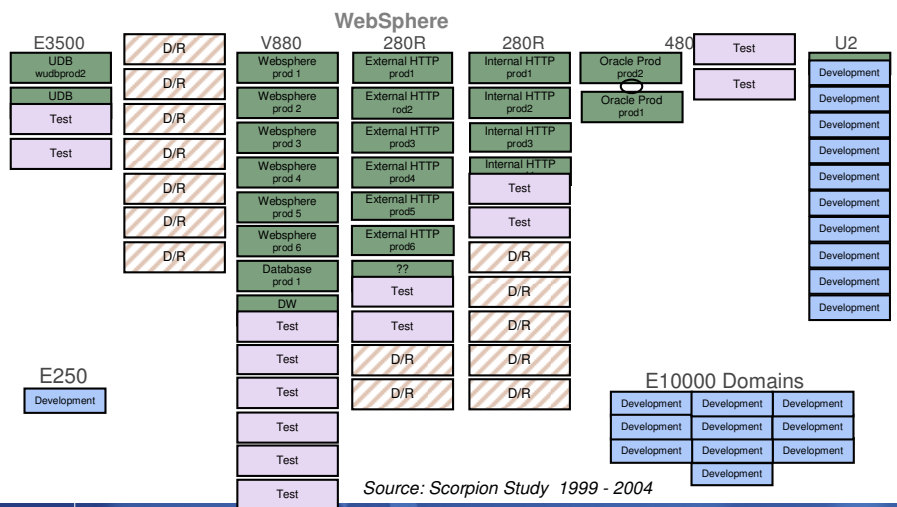 WebSphere
E3500
UDB
wudbprod2
UDB
Test
Test
D/R
D/R
D/R
D/R
D/R
D/R
D/R
V880
Websphere
prod 1
Websphere
prod 2
Websphere
prod 3
Websphere
prod 4
Websphere
prod 5
Websphere
prod 6
Database
prod 1
DW
Test
Test
Test
Test
Test
Test
280R
External HTTP
prod1
External HTTP
rod2
External HTTP
prod3
External HTTP
prod4
External HTTP
prod5
External HTTP
prod6
??
Test
Test
D/R
D/R
280R
Internal HTTP
prod1
Internal HTTP
prod2
Internal HTTP
prod3
Internal HTTP
Test
Test
D/R
D/R
D/R
D/R
D/R
480
Oracle Prod
prod2
Oracle Prod
prod1
Test
Test
U2
Development
Development
Development
Development
Development
Development
Development
Development
Development
Development
E250
Development
E10000 Domains
Development Development Development
Development Development Development
Development Development Development
Development
Source: Scorpion Study 1999 - 2004